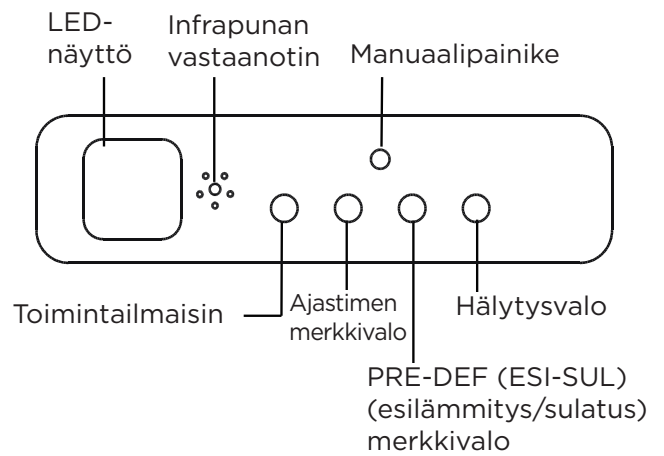 LED-
näyttö
Infrapunan
vastaanotin
Manuaalipainike
Toimintailmaisin
Ajastimen
merkkivalo
Hälytysvalo
PRE-DEF (ESI-SUL)
(esilämmitys/sulatus)
merkkivalo